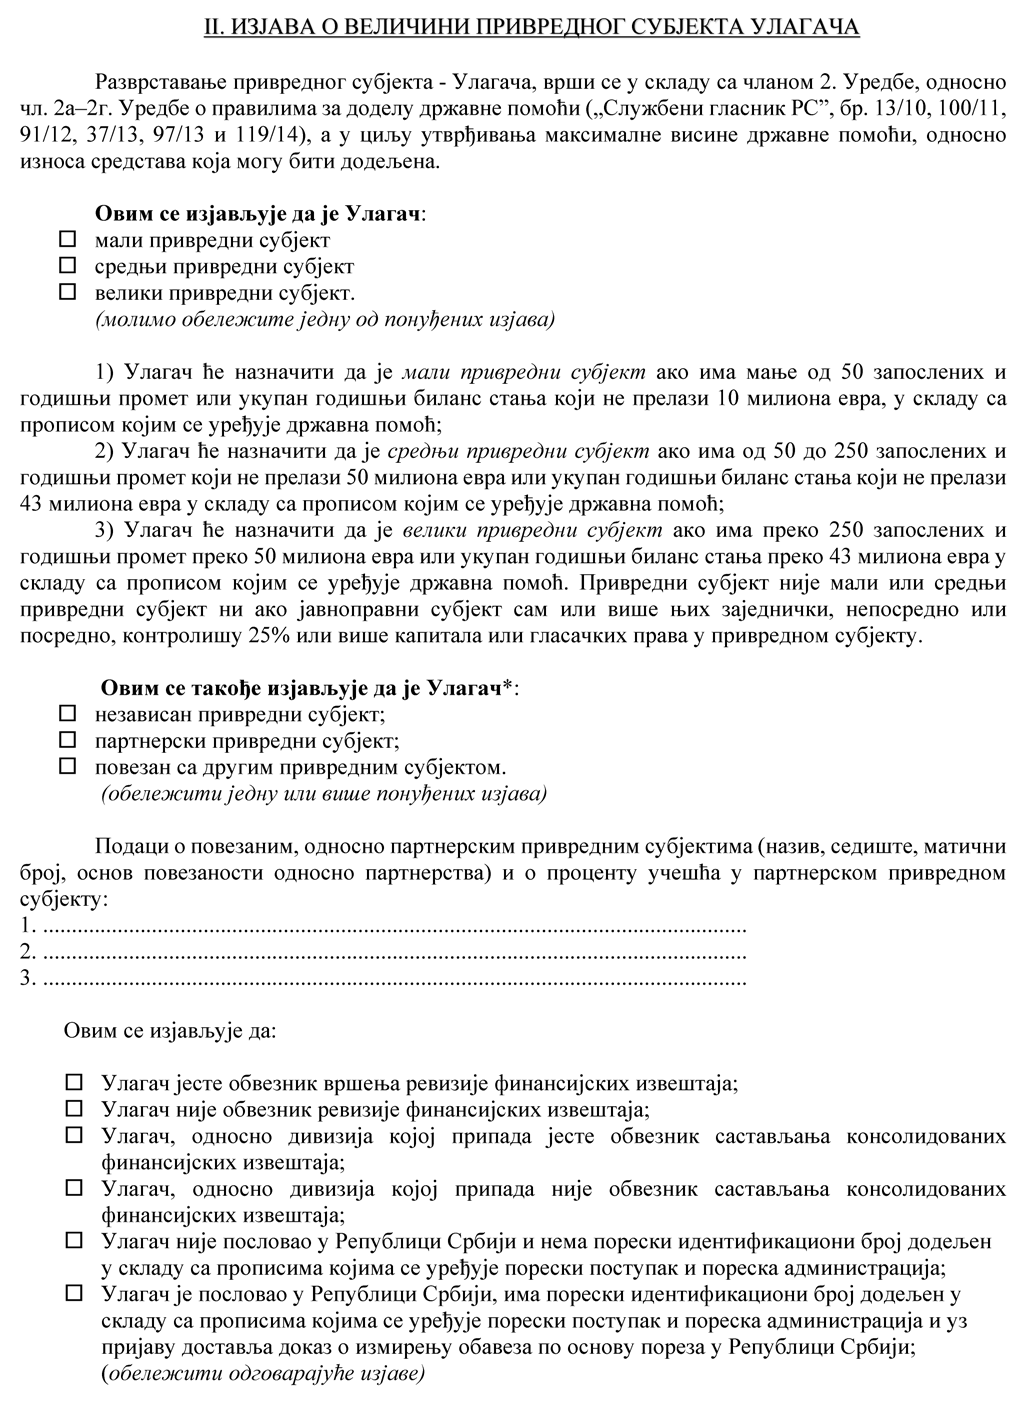 II. ИЗЈАВА О ВЕЛИЧИНИ ПРИВРЕДНОГ СУБЈЕКТА УЛАГАЧА
Разврставање привредног субјекта - Улагача, врши се у складу са чланом 2. Уредбе, односно
чл. 2а–2г. Уредбе о правилима за доделу државне помоћи („Службени гласник РС”, бр. 13/10, 100/11,
91/12, 37/13, 97/13 и 119/14), а у циљу утврђивања максималне висине државне помоћи, односно
износа средстава која могу бити додељена.
Овим се изјављује да је Улагач:
☐ мали привредни субјект
☐ средњи привредни субјект
☐ велики привредни субјект.
(молимо обележите једну од понуђених изјава)
1) Улагач ће назначити да је мали привредни субјект ако има мање од 50 запослених и
годишњи промет или укупан годишњи биланс стања који не прелази 10 милиона евра, у складу са
прописом којим се уређује државна помоћ;
2) Улагач ће назначити да је средњи привредни субјект ако има од 50 до 250 запослених и
годишњи промет који не прелази 50 милиона евра или укупан годишњи биланс стања који не прелази
43 милиона евра у складу са прописом којим се уређује државна помоћ;
3) Улагач ће назначити да је велики привредни субјект ако има преко 250 запослених и
годишњи промет преко 50 милиона евра или укупан годишњи биланс стања преко 43 милиона евра у
складу са прописом којим се уређује државна помоћ. Привредни субјект није мали или средњи
привредни субјект ни ако јавноправни субјект сам или више њих заједнички, непосредно или
посредно, контролишу 25% или више капитала или гласачких права у привредном субјекту.
Овим се такође изјављује да је Улагач*:
☐ независан привредни субјект;
☐ партнерски привредни субјект;
☐ повезан са другим привредним субјектом.
(обележити једну или више понуђених изјава)
Подаци о повезаним, односно партнерским привредним субјектима (назив, седиште, матични
број, основ повезаности односно партнерства) и о проценту учешћа у партнерском привредном
субјекту:
1. ...........................................................................................................................
2. ...........................................................................................................................
3. ...........................................................................................................................
Овим се изјављује да:
☐ Улагач јесте обвезник вршења ревизије финансијских извештаја;
☐ Улагач није обвезник ревизије финансијских извештаја;
☐ Улагач, односно дивизија којој припада јесте обвезник састављања консолидованих
финансијских извештаја;
☐ Улагач, односно дивизија којој припада није обвезник састављања консолидованих
финансијских извештаја;
☐ Улагач није пословао у Републици Србији и нема порески идентификациони број додељен
у складу са прописима којима се уређује порески поступак и пореска администрација;
☐ Улагач је пословао у Републици Србији, има порески идентификациони број додељен у
складу са прописима којима се уређује порески поступак и пореска администрација и уз
пријаву доставља доказ о измирењу обавеза по основу пореза у Републици Србији;
(обележити одговарајуће изјаве)